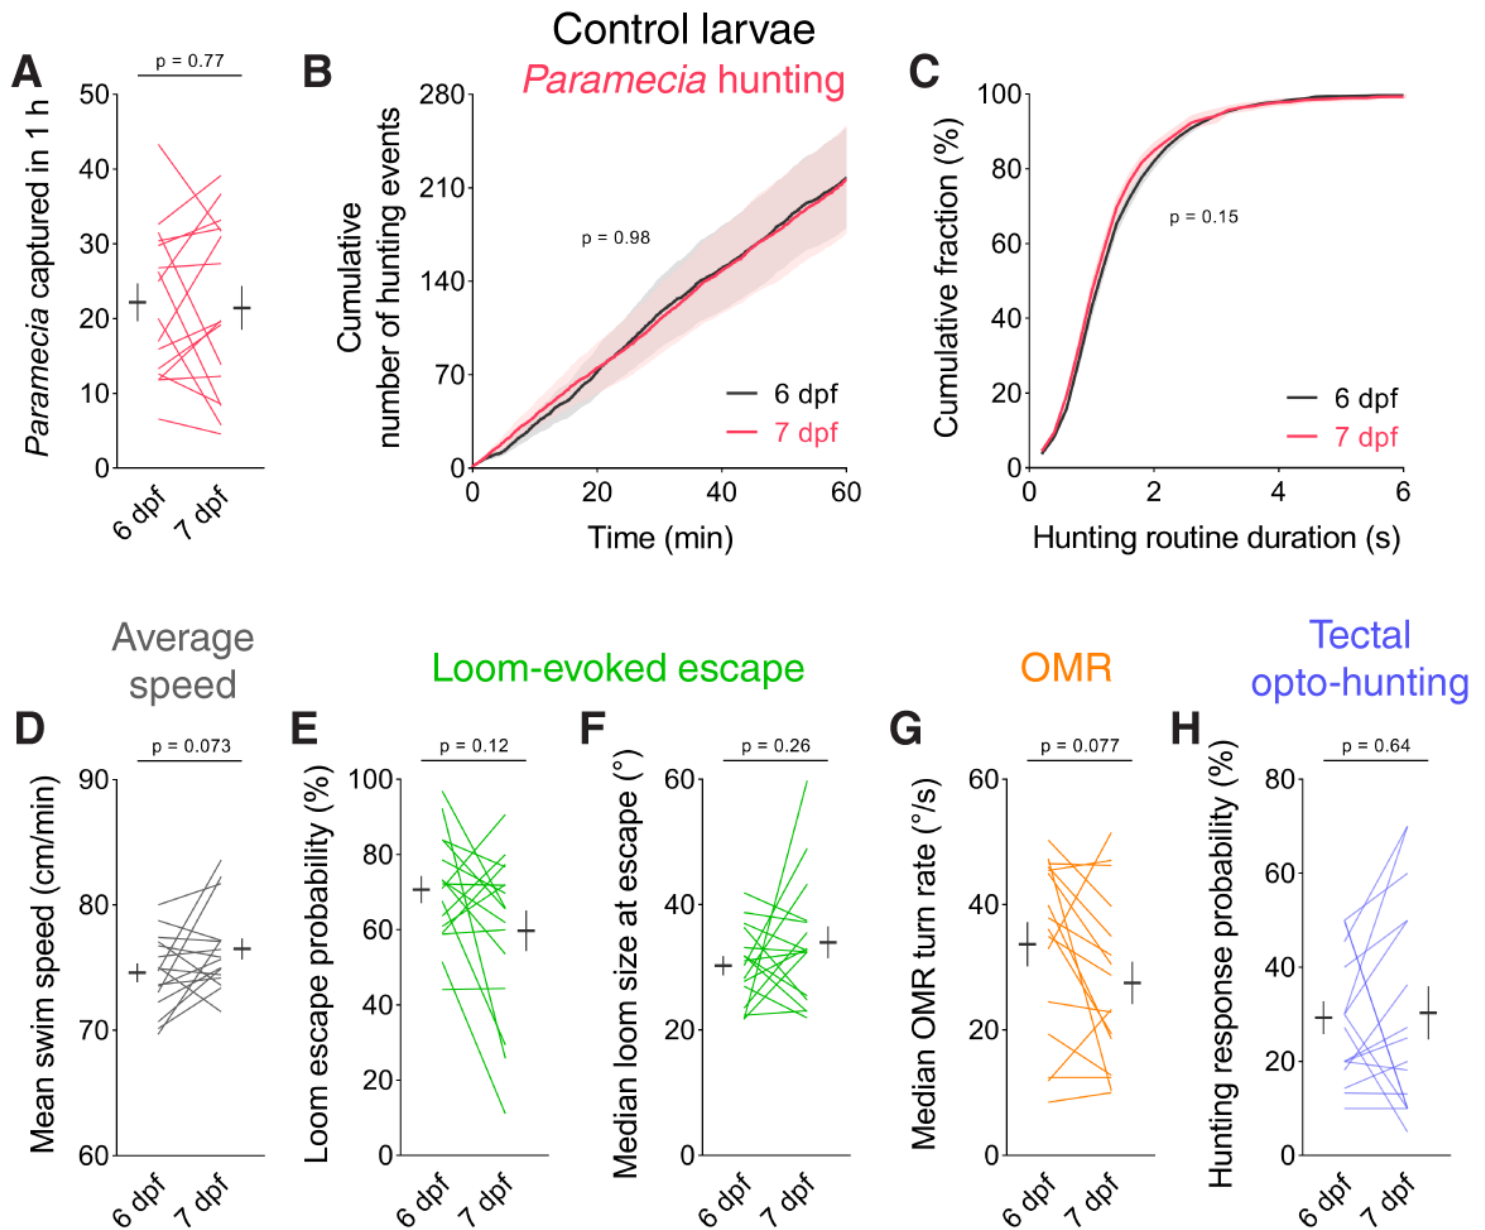 Control larvae
Paramecia hunting
A
p = 0.77
Paramecia captured in 1 h
50
40
30
20
10
0
6 dpf
7 dpf
B
Cumulative
number of hunting events
280
210
140
70
0
p = 0.98
6 dpf
7 dpf
0
20
40
60
Time (min)
C
Cumulative fraction (%)
100
80
60
40
20
0
p = 0.15
6 dpf
7 dpf
0
2
4
6
Hunting routine duration (s)
Average
speed
D
p = 0.073
Mean swim speed (cm/min)
90
80
70
60
6 dpf
7 dpf
Loom-evoked escape
E
p = 0.12
Loom escape probability (%)
100
80
60
40
20
0
6 dpf
7 dpf
F
p = 0.26
Median loom size at escape (°)
60
40
20
0
6 dpf
7 dpf
OMR
G
p = 0.077
Median OMR turn rate (°/s)
60
40
20
0
6 dpf
7 dpf
Tectal
opto-hunting
H
p = 0.64
Hunting response probability (%)
80
60
40
20
0
6 dpf
7 dpf